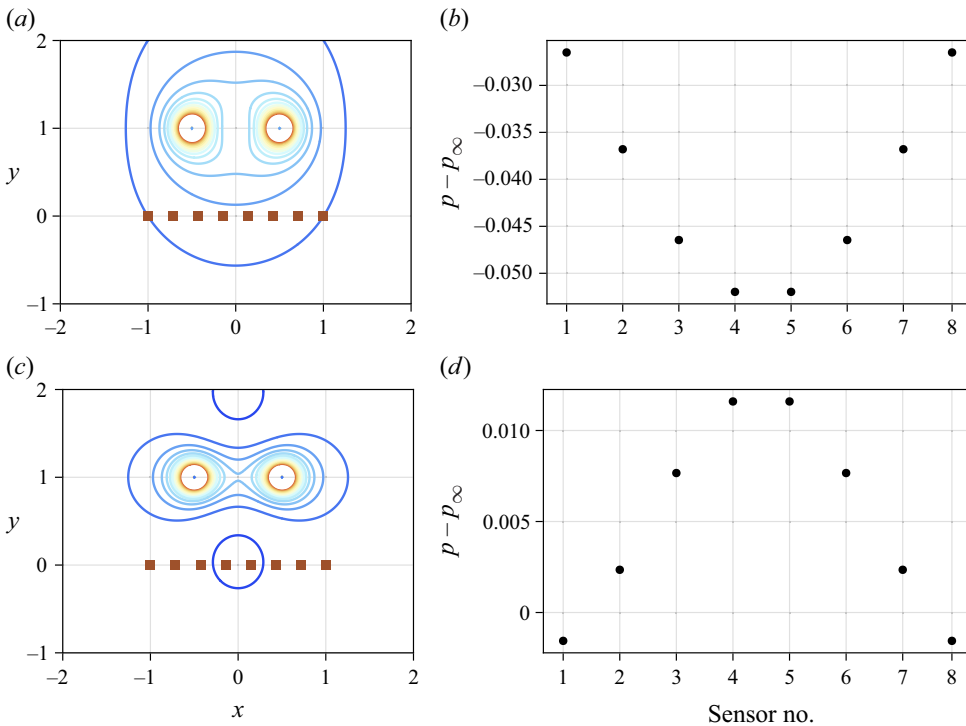 (a)
2
1
y
0
–1
–2
–1
0
1
2
(b)
–0.030
–0.035
p – p∞
–0.040
–0.045
–0.050
1 2 3 4 5 6 7 8
(c)
2
1
y
0
–1
–2
–1
0
1
2
x
(d)
0.010
p – p∞
0.005
0
1 2 3 4 5 6 7 8
Sensor no.